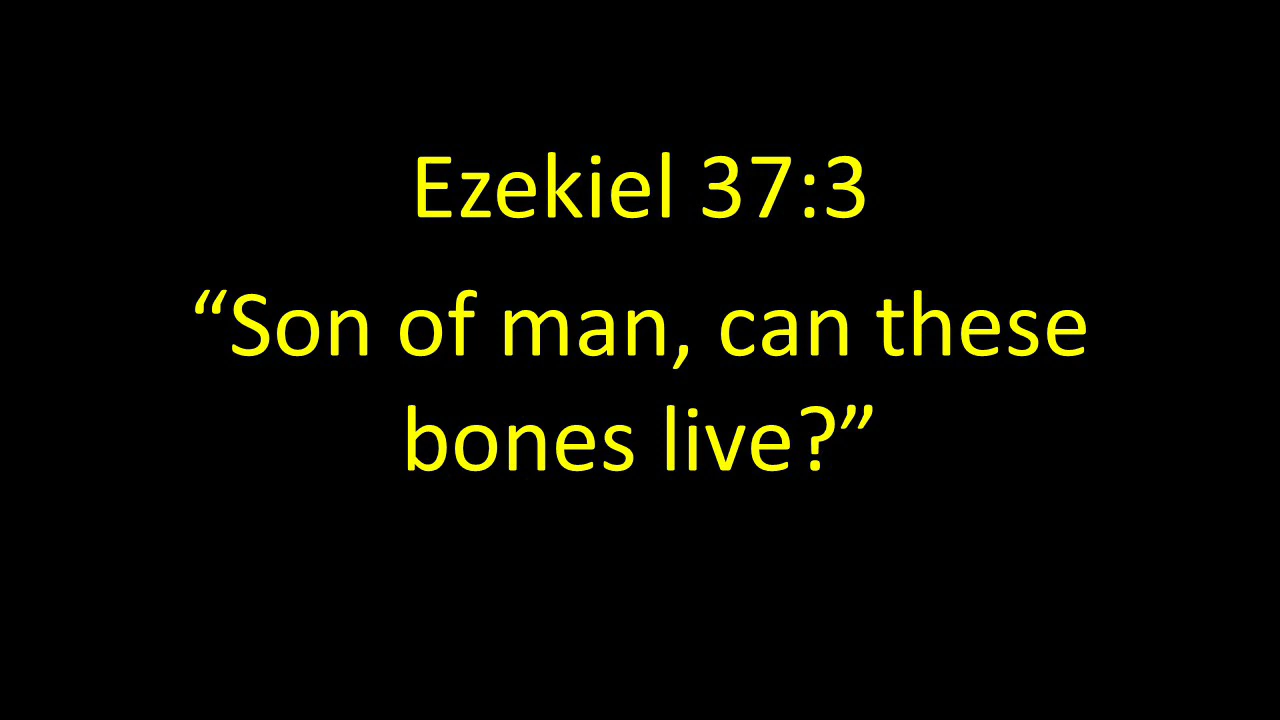 Ezekiel 37:3
“Son of man, can these
bones live?”